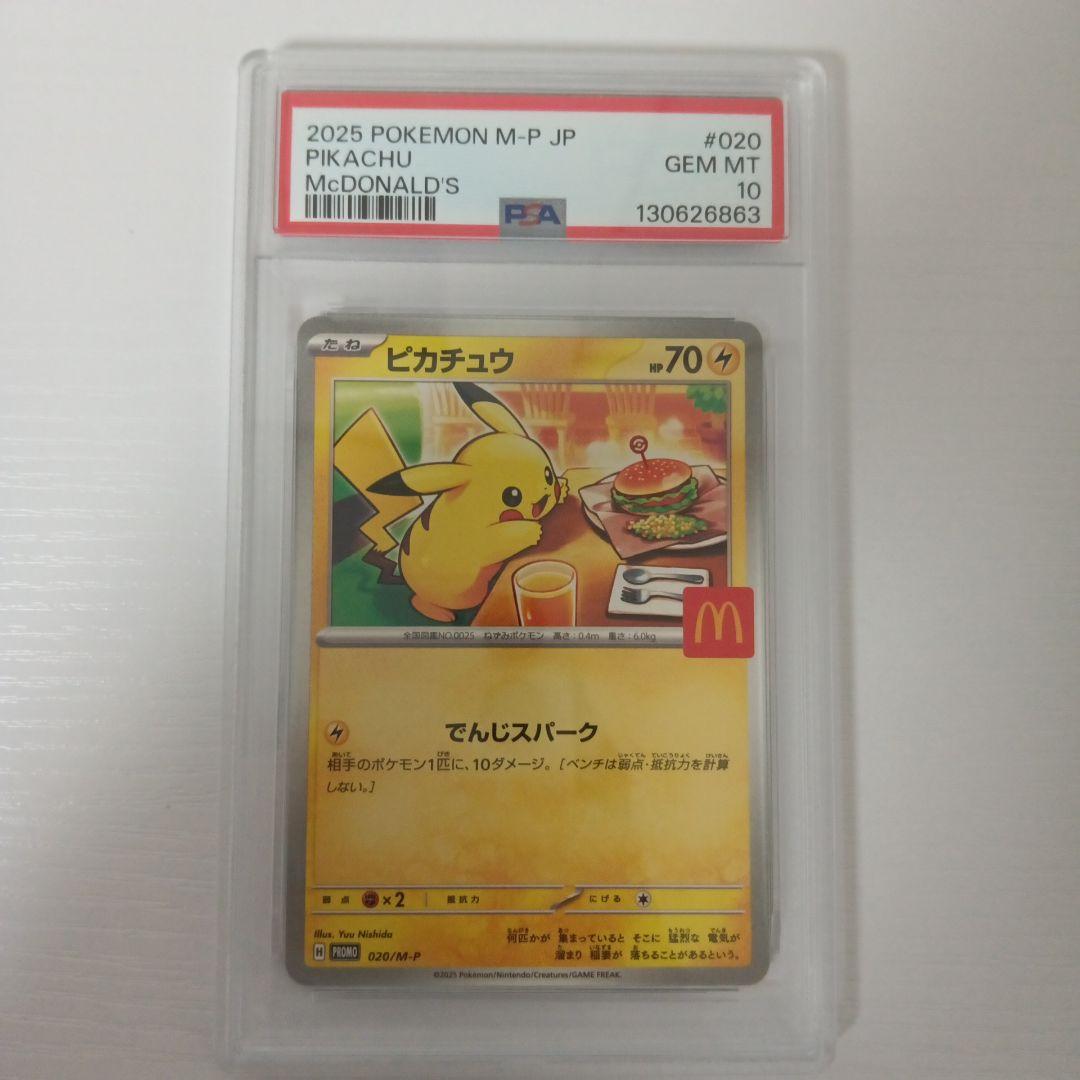 2025 POKEMON M-P JP #020
PIKACHU GEM MT
McDONALD'S 10
PSA 130626863
たね ピカチュウ HP70
全国図鑑NO.0025 ねずみポケモン 高さ:0.4m 重さ:6.0kg
M
でんじスパーク
相手のポケモン1匹に、10ダメージ。[ベンチは弱点・抵抗力を計算
しない。]
弱点 ×2 抵抗力 にげる
Illus. Yuu Nishida
H PROMO 020/M-P
何匹かが 集まっていると そこに 猛烈な 電気が
溜まり 稲妻が 落ちることがあるという。
©2025 Pokémon/Nintendo/Creatures/GAME FREAK.